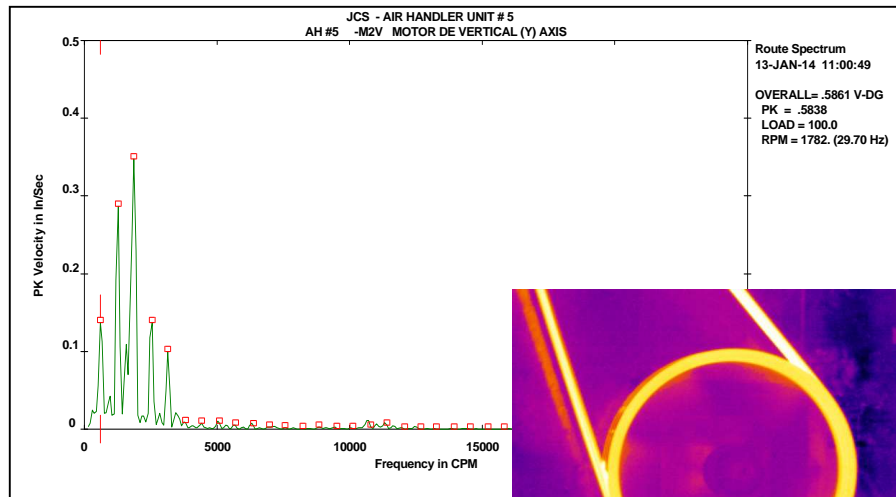 JCS - AIR HANDLER UNIT # 5
AH #5 -M2V MOTOR DE VERTICAL (Y) AXIS
Route Spectrum
13-JAN-14 11:00:49
OVERALL= .5861 V-DG
PK = .5838
LOAD = 100.0
RPM = 1782. (29.70 Hz)
PK Velocity in In/Sec
0.5
0.4
0.3
0.2
0.1
0
0 5000 10000 15000
Frequency in CPM